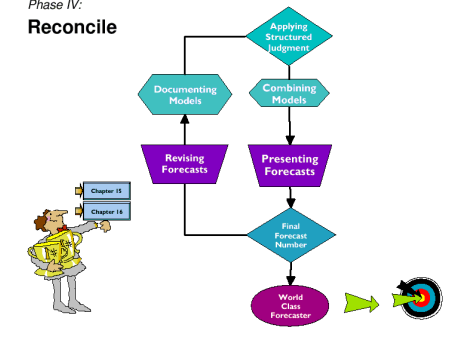 Phase IV:
Reconcile
Applying
Structured
Judgment
Documenting
Models
Combining
Models
Revising
Forecasts
Presenting
Forecasts
Chapter 15
Chapter 16
Final
Forecast
Number
World
Class
Forecaster